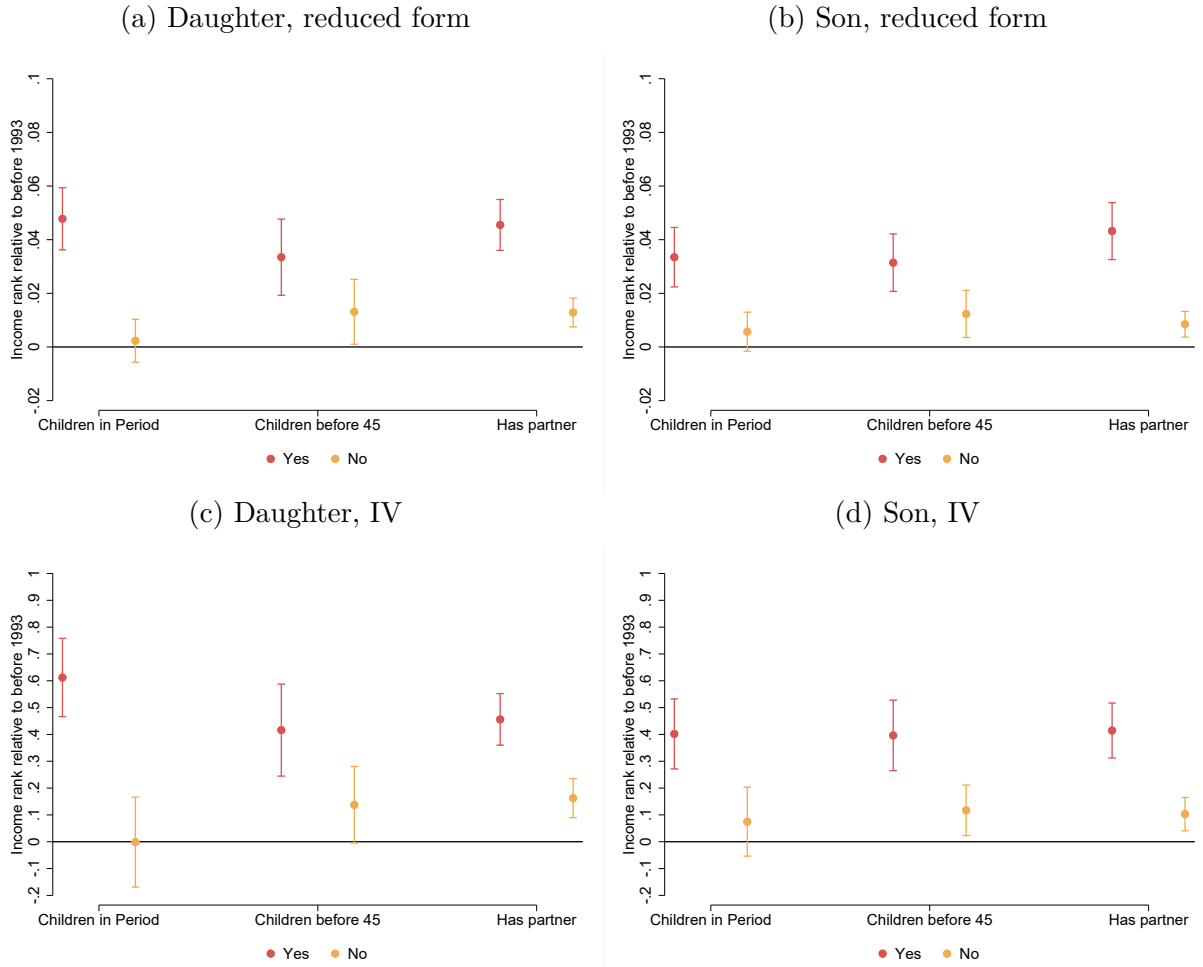 (a) Daughter, reduced form
Income rank relative to before 1993
.1
.08
.06
.04
.02
0
-.02
Children in Period
Children before 45
Has partner
Yes
No
(b) Son, reduced form
Income rank relative to before 1993
.1
.08
.06
.04
.02
0
-.02
Children in Period
Children before 45
Has partner
Yes
No
(c) Daughter, IV
Income rank relative to before 1993
1
.9
.8
.7
.6
.5
.4
.3
.2
.1
0
-.1
-.2
Children in Period
Children before 45
Has partner
Yes
No
(d) Son, IV
Income rank relative to before 1993
1
.9
.8
.7
.6
.5
.4
.3
.2
.1
0
-.1
-.2
Children in Period
Children before 45
Has partner
Yes
No